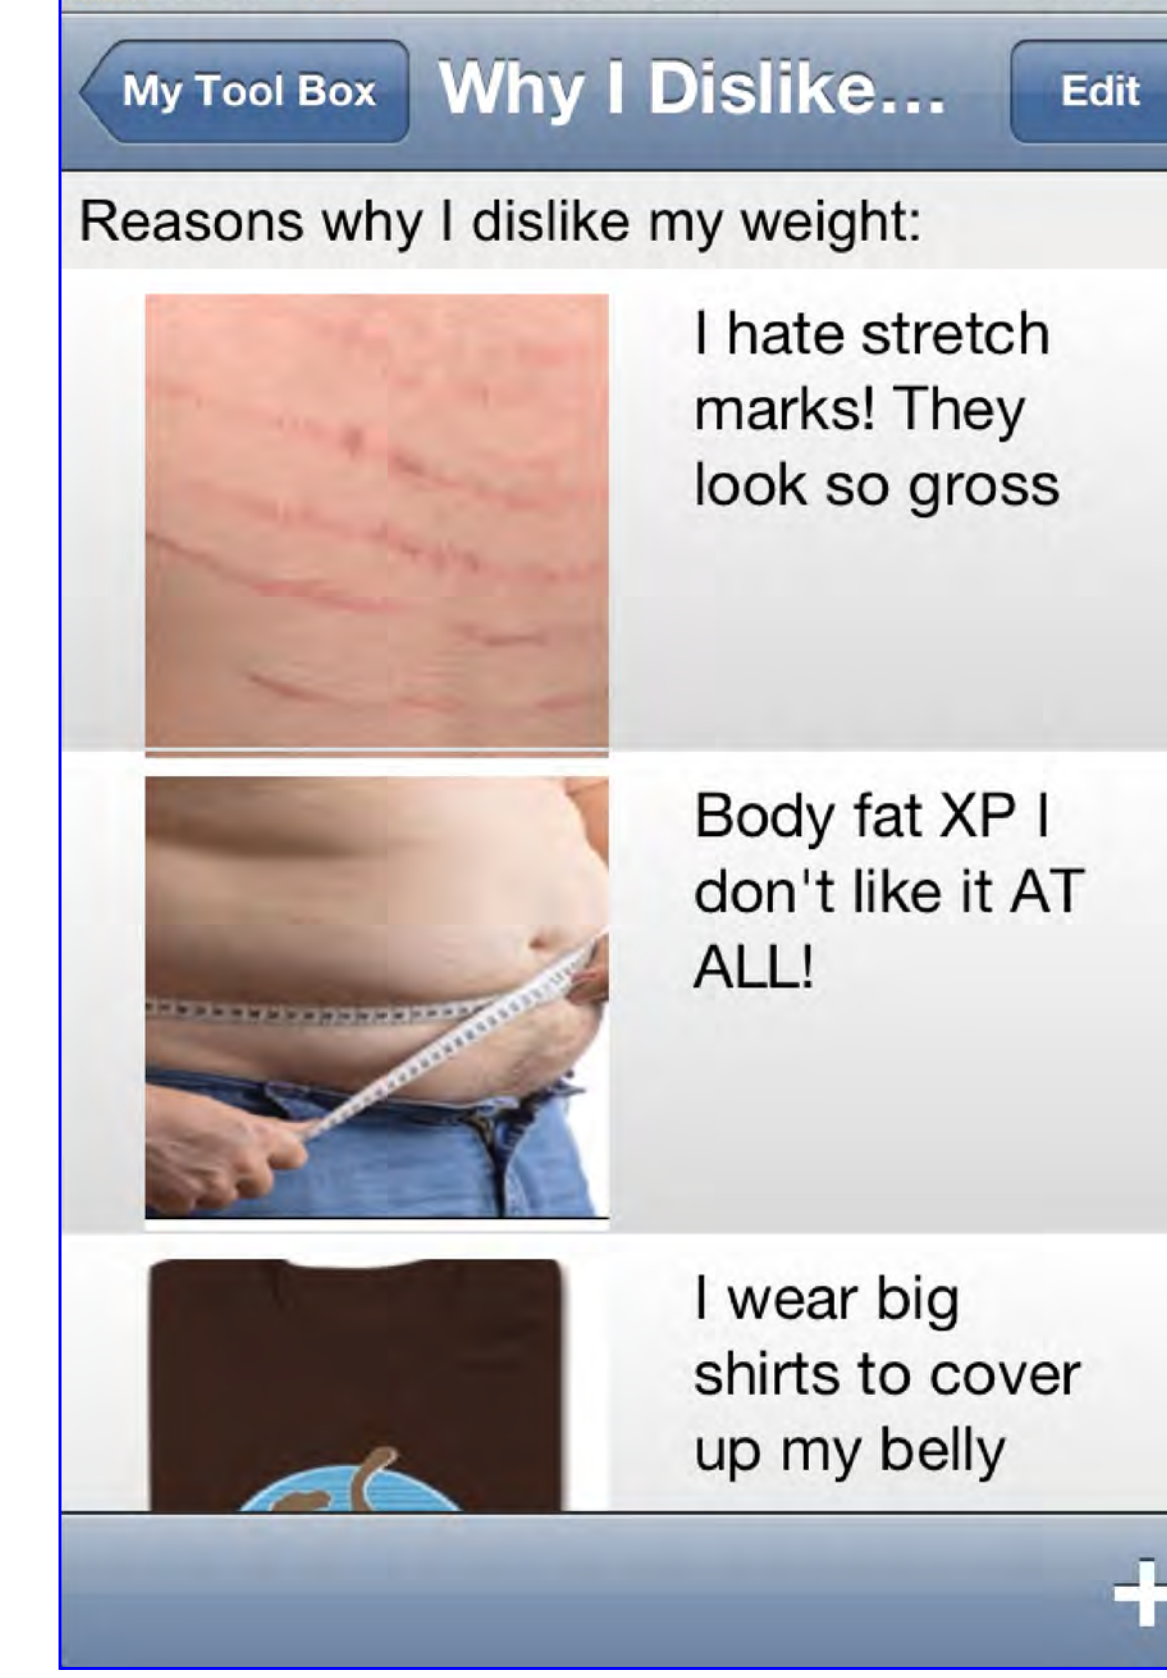 My Tool Box
Why I Dislike...
Edit
Reasons why I dislike my weight:
I hate stretch
marks! They
look so gross
Body fat XP I
don't like it AT
ALL!
I wear big
shirts to cover
up my belly
+